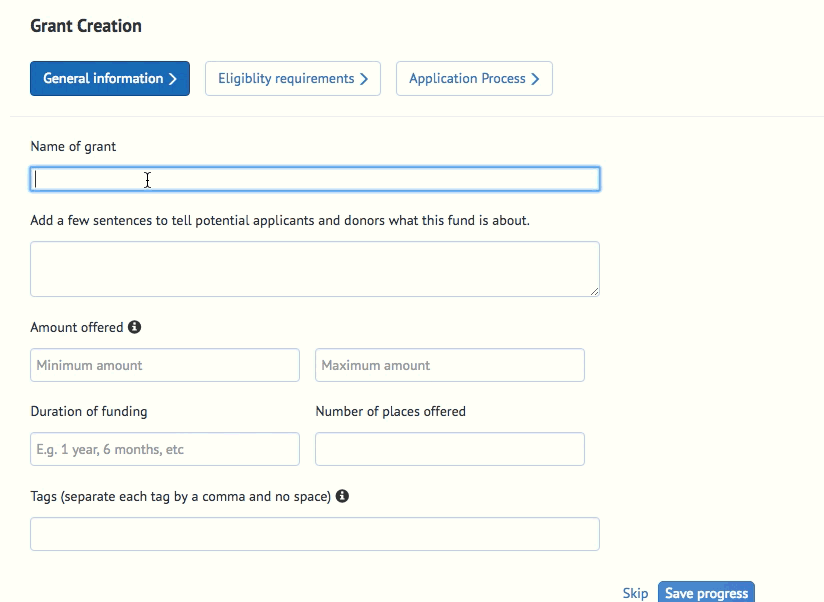 Grant Creation
General information
Eligiblity requirements
Application Process
Name of grant
Add a few sentences to tell potential applicants and donors what this fund is about.
Amount offered
Minimum amount
Maximum amount
Duration of funding
Number of places offered
E.g. 1 year, 6 months, etc
Tags (separate each tag by a comma and no space)
Skip
Save progress